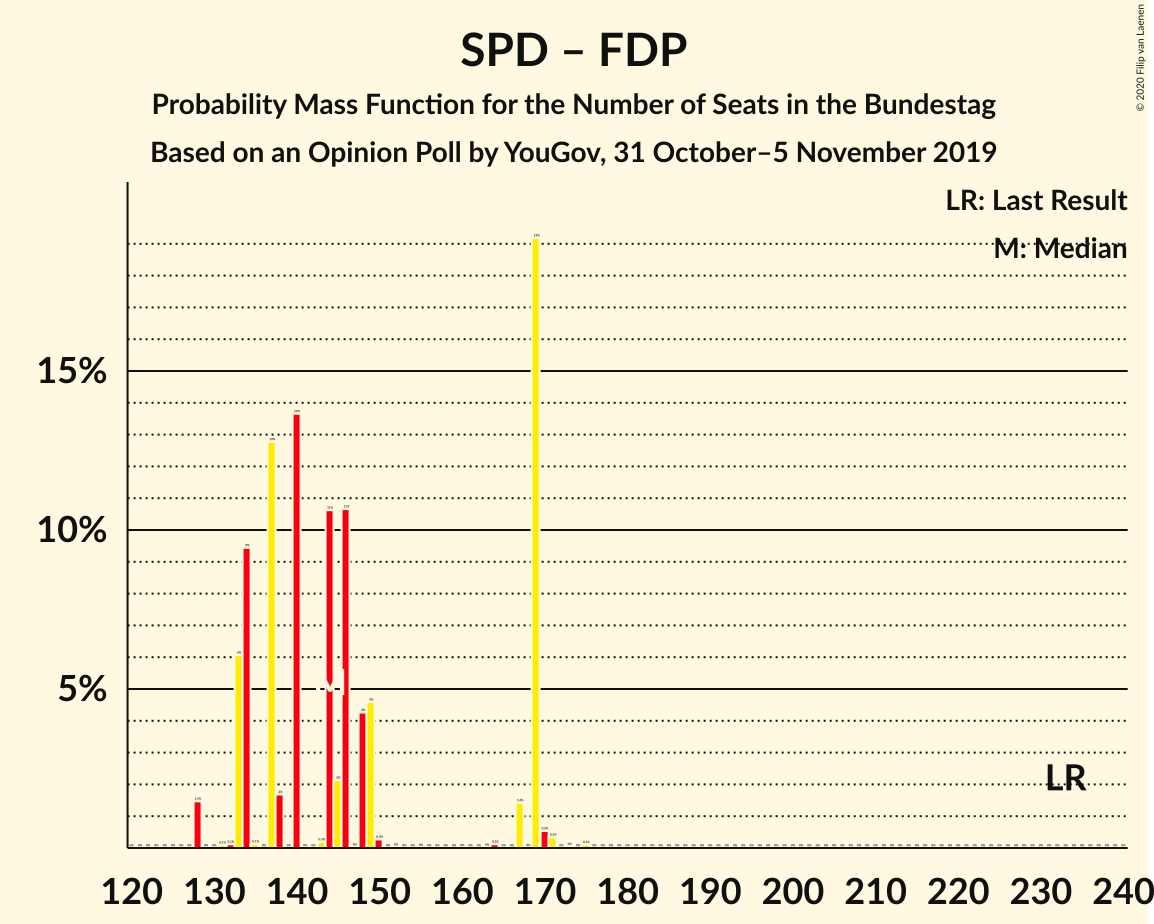 SPD – FDP
Probability Mass Function for the Number of Seats in the Bundestag
Based on an Opinion Poll by YouGov, 31 October–5 November 2019
© 2020 Filip van Laenen
LR: Last Result
M: Median
15%
10%
5%
LR
120 130 140 150 160 170 180 190 200 210 220 230 240